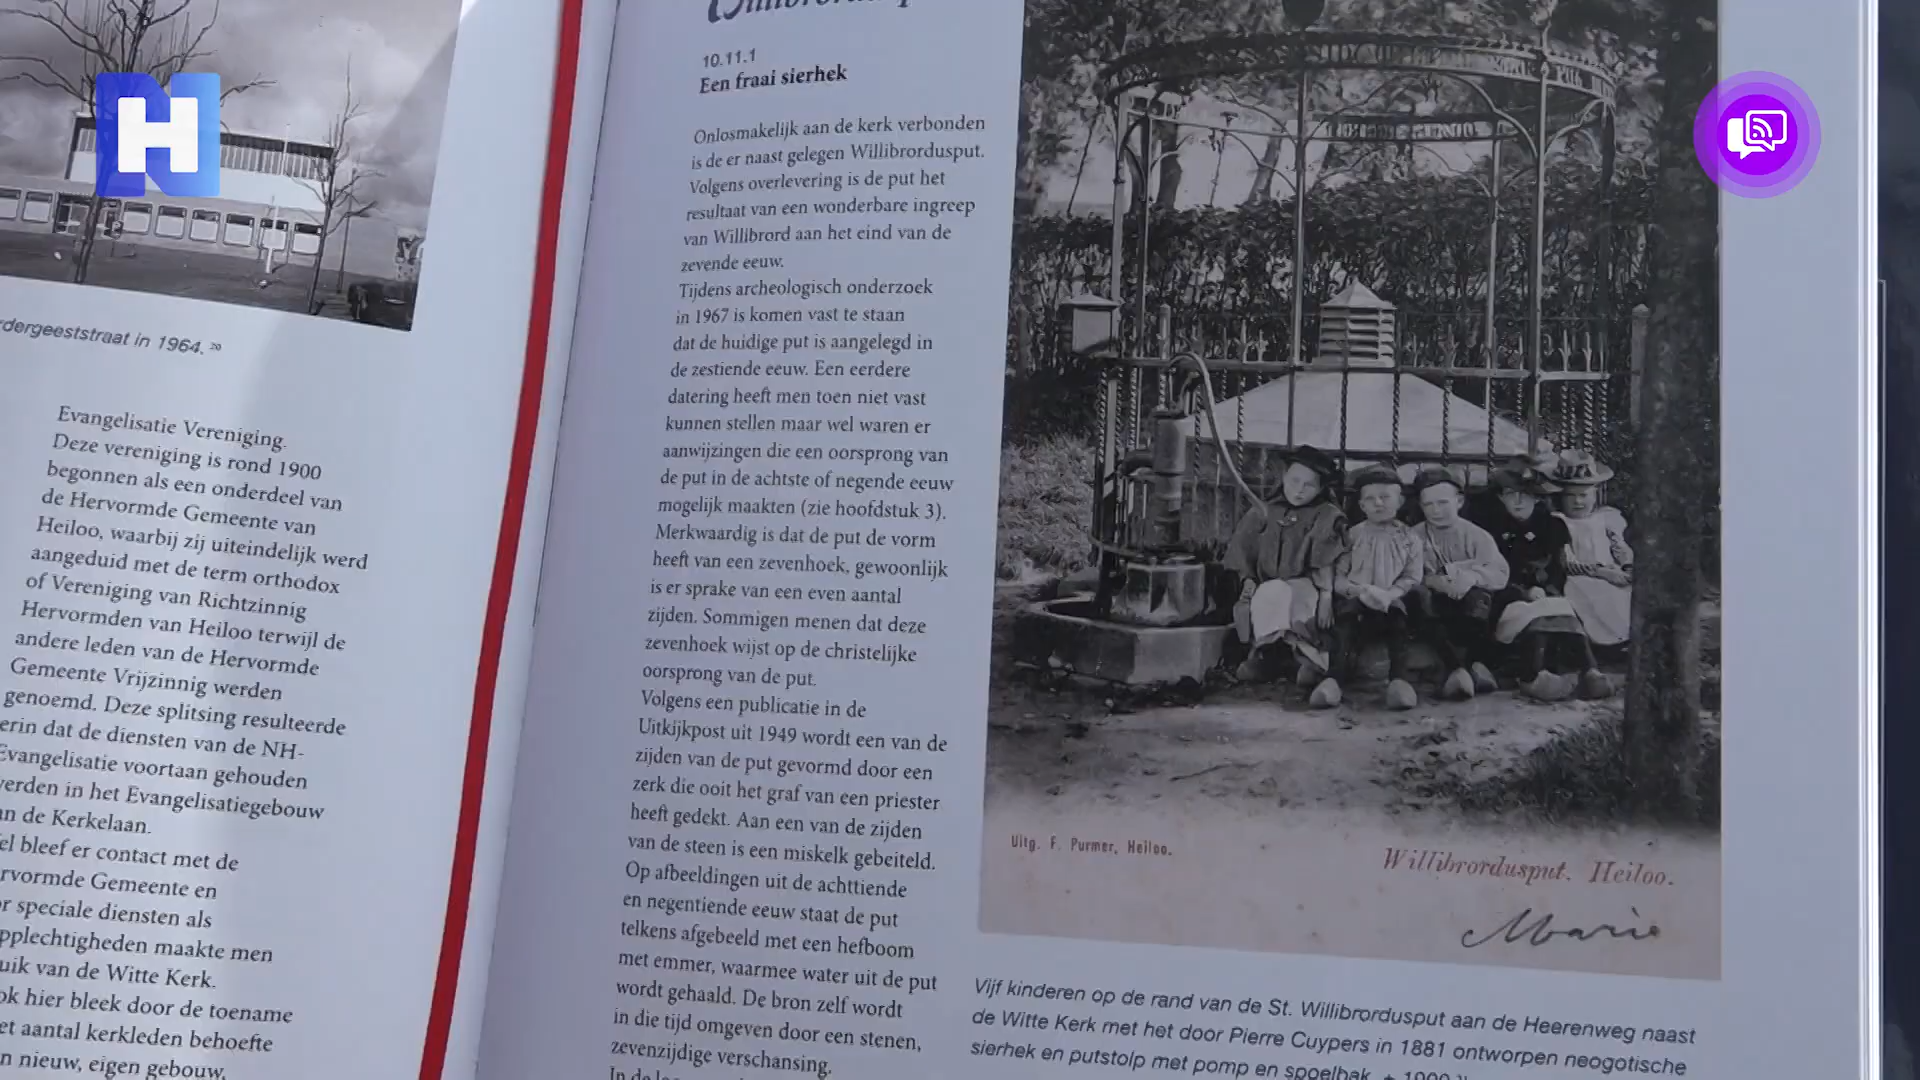 NH
rdergeeststraat in 1964. 20
Evangelisatie Vereniging.
Deze vereniging is rond 1900
begonnen als een onderdeel van
de Hervormde Gemeente van
Heiloo, waarbij zij uiteindelijk werd
aangeduid met de term orthodox
of Vereniging van Richtzinnig
Hervormden van Heiloo terwijl de
andere leden van de Hervormde
Gemeente Vrijzinnig werden
genoemd. Deze splitsing resulteerde
erin dat de diensten van de NH-
Evangelisatie voortaan gehouden
werden in het Evangelisatiegebouw
an de Kerkelaan.
el bleef er contact met de
rvormde Gemeente en
r speciale diensten als
pplechtigheden maakte men
uik van de Witte Kerk.
ok hier bleek door de toename
et aantal kerkleden behoefte
n nieuw, eigen gebouw.
10.11.1
Een fraai sierhek
Onlosmakelijk aan de kerk verbonden
is de er naast gelegen Willibrordusput.
Volgens overlevering is de put het
resultaat van een wonderbare ingreep
van Willibrord aan het eind van de
zevende eeuw.
Tijdens archeologisch onderzoek
in 1967 is komen vast te staan
dat de huidige put is aangelegd in
de zestiende eeuw. Een eerdere
datering heeft men toen niet vast
kunnen stellen maar wel waren er
aanwijzingen die een oorsprong van
de put in de achtste of negende eeuw
mogelijk maakten (zie hoofdstuk 3).
Merkwaardig is dat de put de vorm
heeft van een zevenhoek, gewoonlijk
is er sprake van een even aantal
zijden. Sommigen menen dat deze
zevenhoek wijst op de christelijke
oorsprong van de put.
Volgens een publicatie in de
Uitkijkpost uit 1949 wordt een van de
zijden van de put gevormd door een
zerk die ooit het graf van een priester
heeft gedekt. Aan een van de zijden
van de steen is een miskelk gebeiteld.
Op afbeeldingen uit de achttiende
en negentiende eeuw staat de put
telkens afgebeeld met een hefboom
met emmer, waarmee water uit de put
wordt gehaald. De bron zelf wordt
in die tijd omgeven door een stenen,
zevenzijdige verschansing.
Uitg. F. Purmer, Heiloo.
Willibrordusput. Heiloo.
Marie
Vijf kinderen op de rand van de St. Willibrordusput aan de Heerenweg naast
de Witte Kerk met het door Pierre Cuypers in 1881 ontworpen neogotische
sierhek en putstolp met pomp en spoelbak, ± 1900.